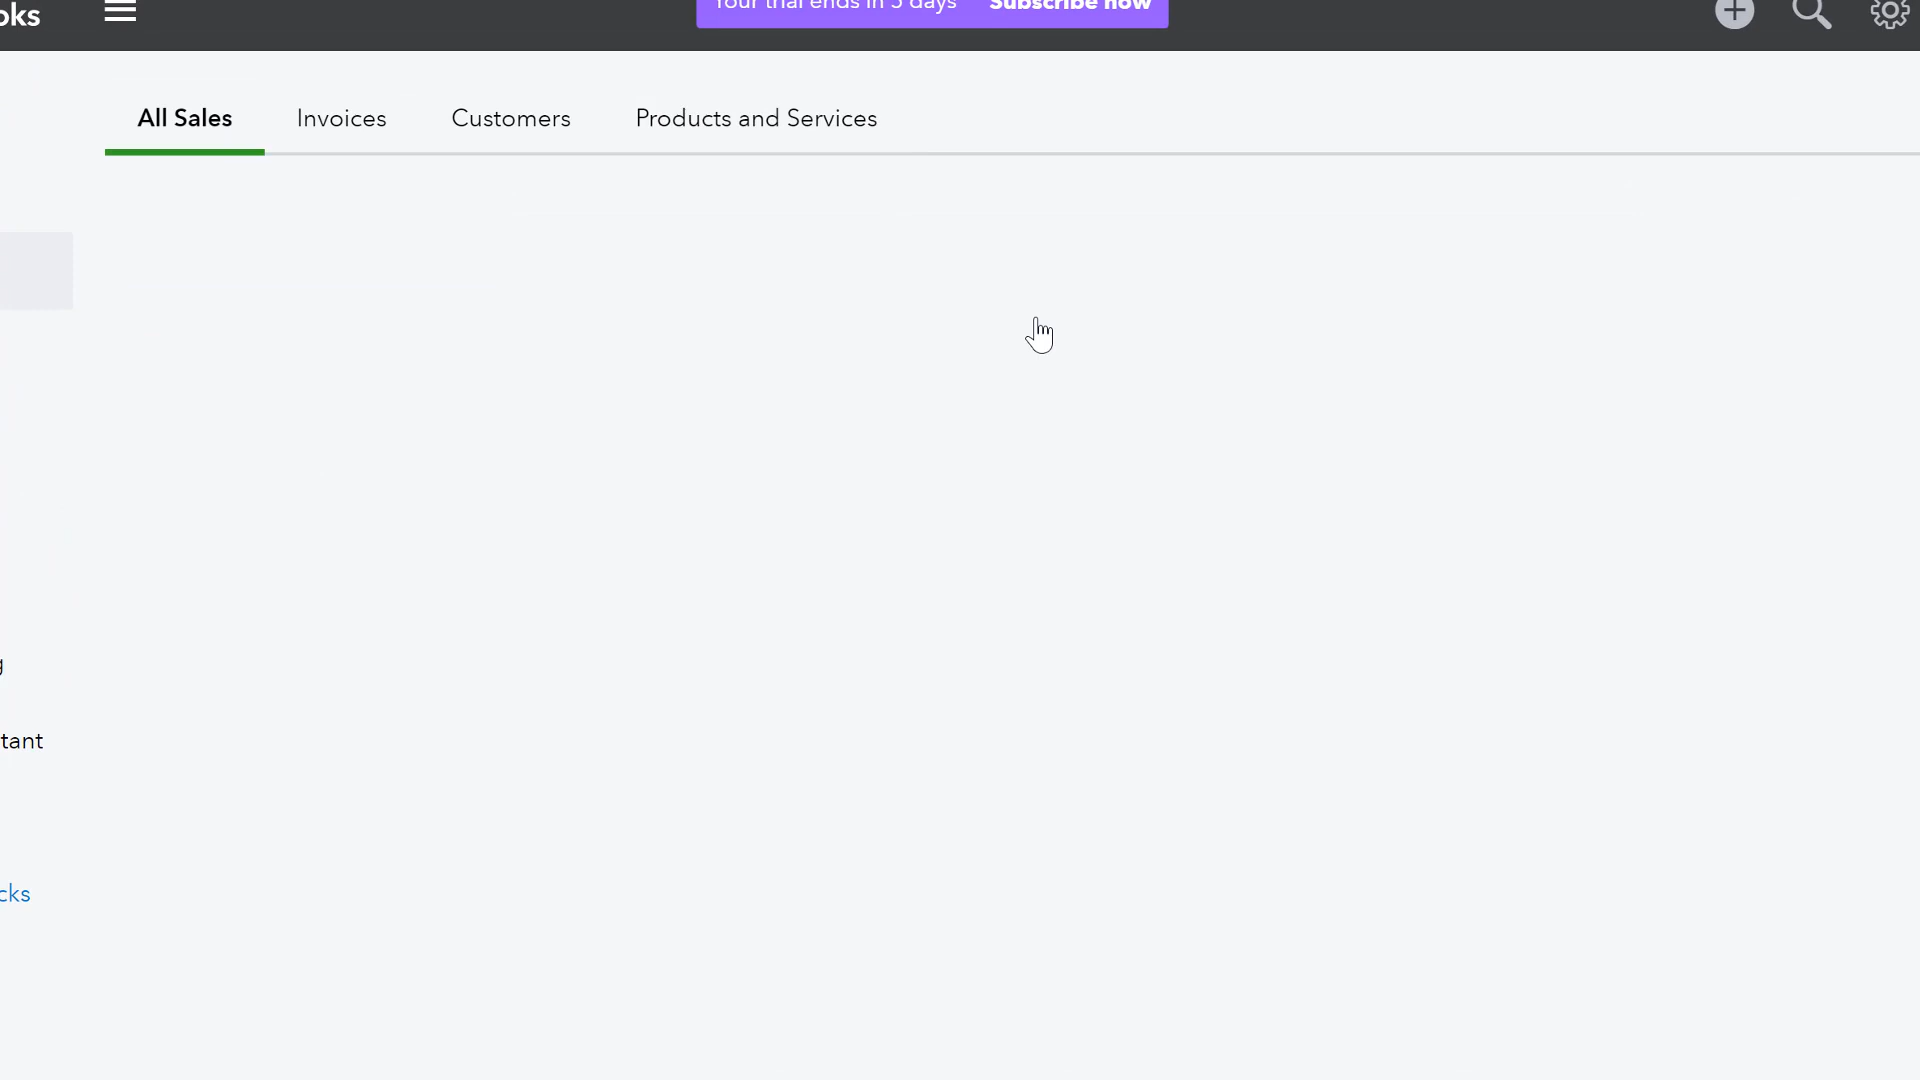 oks
Your trial ends in 5 days Subscribe now
All Sales Invoices Customers Products and Services
g
tant
cks